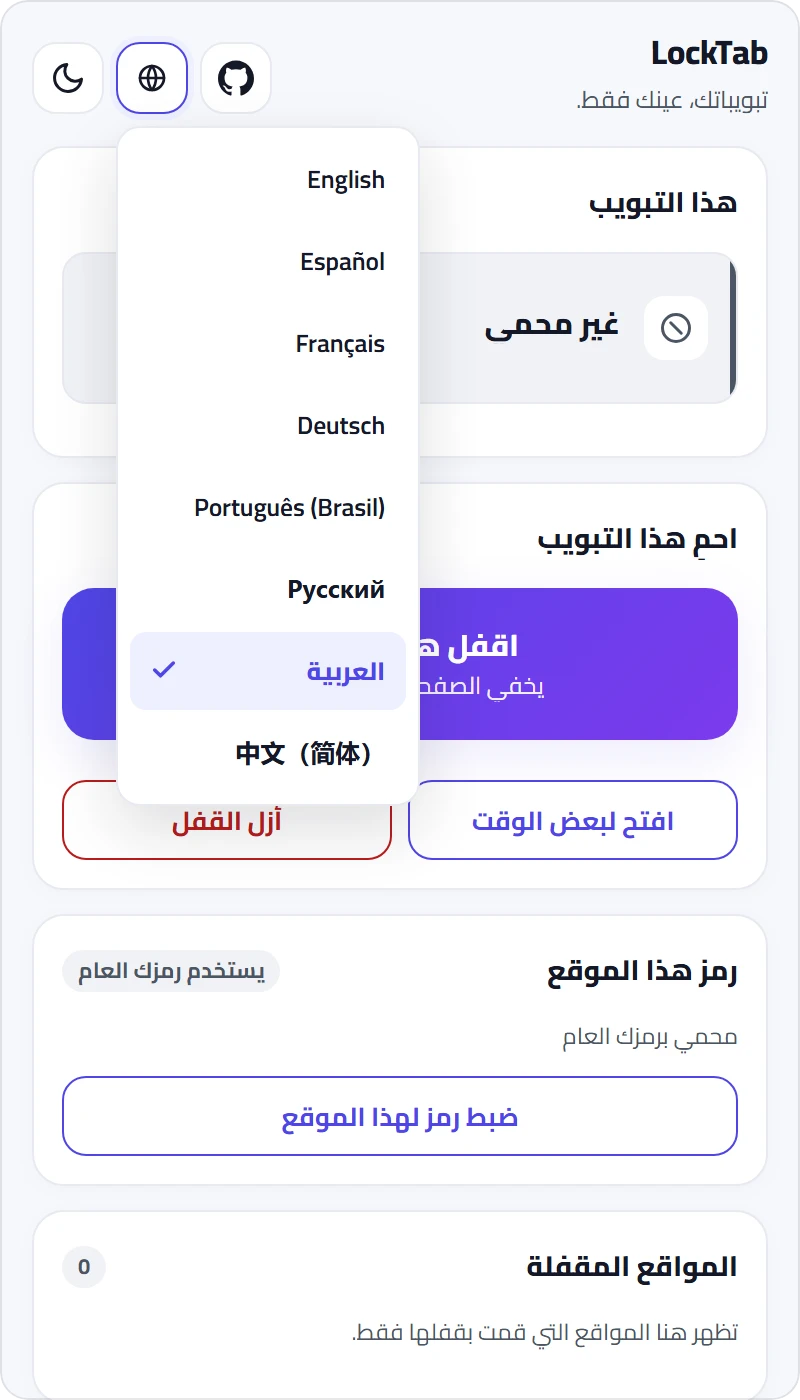 LockTab
تبويباتك، عينك فقط.
English
Español
Français
Deutsch
Português (Brasil)
Русский
العربية
中文（简体）
هذا التبويب
غير محمي
احمِ هذا التبويب
اقفل
يخفي
افتح لبعض الوقت
أزل القفل
رمز هذا الموقع
يستخدم رمزك العام
محمي برمزك العام
ضبط رمز لهذا الموقع
المواقع المقفلة
0
تظهر هنا المواقع التي قمت بقفلها فقط.